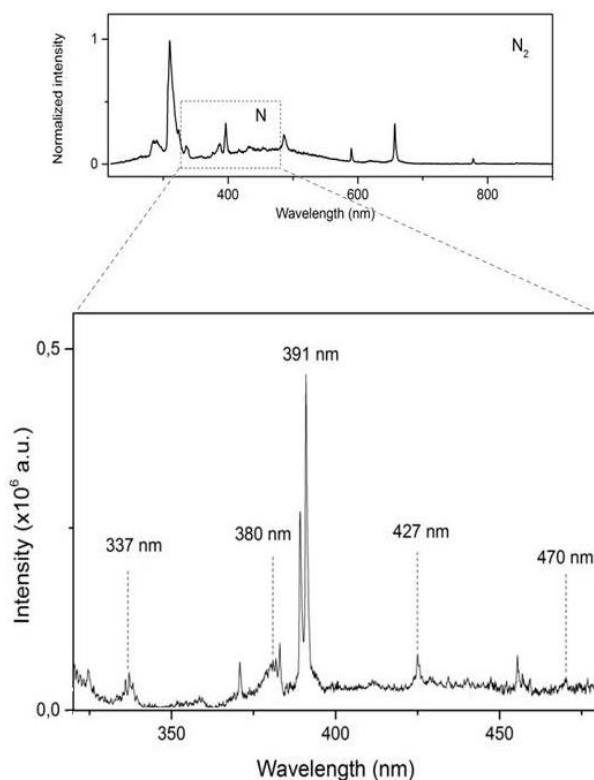 1
N₂
N
Normalized intensity
0
400
600
800
Wavelength (nm)
0,5
391 nm
337 nm
380 nm
427 nm
470 nm
Intensity (x10⁶ a.u.)
0,0
350
400
450
Wavelength (nm)